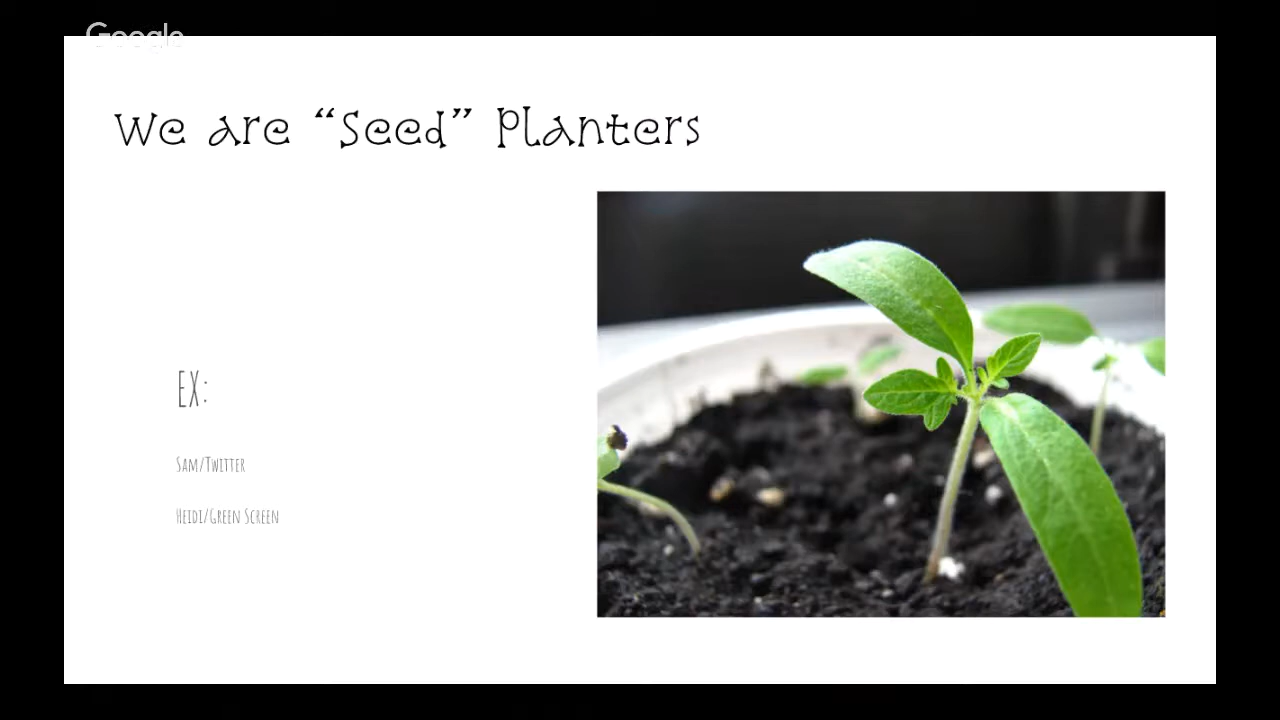 Google
We are “Seed” Planters
EX:
Sam/Twitter
Heidi/Green Screen